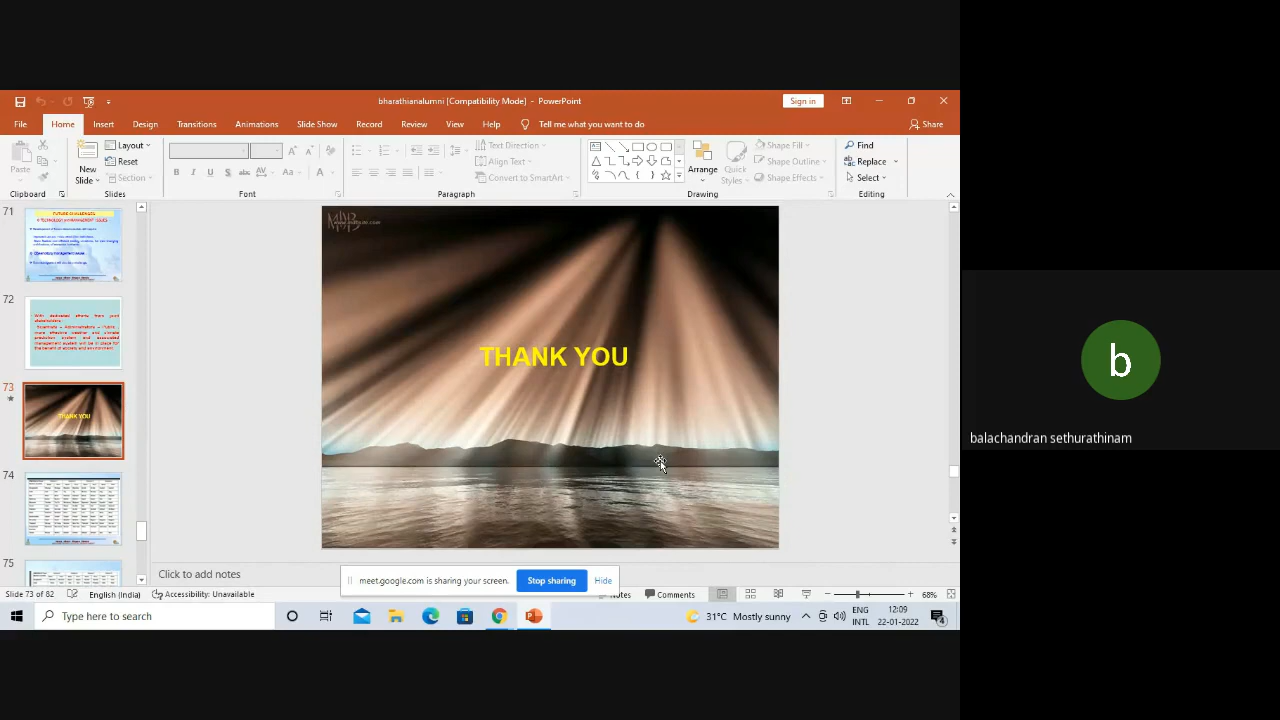 bharathianalumni [Compatibility Mode] - PowerPoint
Sign in
File Home Insert Design Transitions Animations Slide Show Record Review View Help Tell me what you want to do Share
Paste
New
Slide
Layout
Reset
Section
Text Direction
Align Text
Convert to SmartArt
Arrange
Quick
Styles
Shape Fill
Shape Outline
Shape Effects
Find
Replace
Select
Clipboard Slides Font Paragraph Drawing Editing
71
FUTURE CHALLENGES
72
73
THANK YOU
74
75
THANK YOU
Click to add notes
meet.google.com is sharing your screen. Stop sharing Hide
Slide 73 of 82 English (India) Accessibility: Unavailable Notes Comments 68%
Type here to search
31°C Mostly sunny
ENG
INTL
12:09
22-01-2022
4
b
balachandran sethurathinam